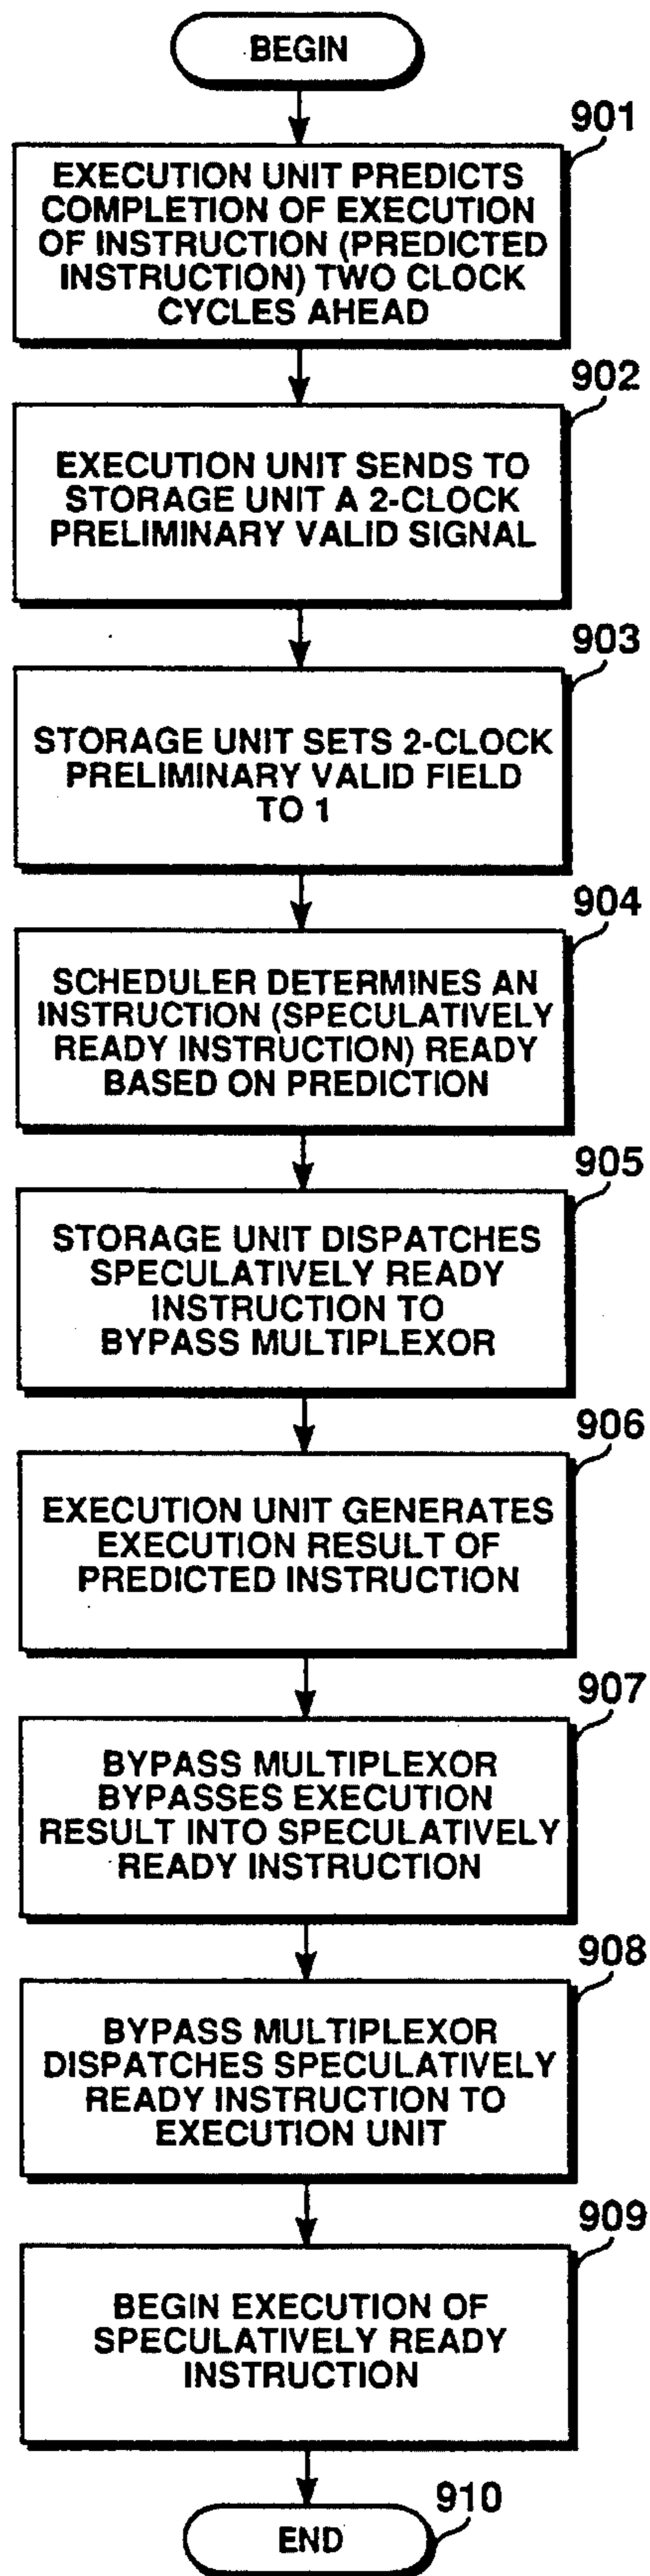 BEGIN
901
EXECUTION UNIT PREDICTS
COMPLETION OF EXECUTION
OF INSTRUCTION (PREDICTED
INSTRUCTION) TWO CLOCK
CYCLES AHEAD
902
EXECUTION UNIT SENDS TO
STORAGE UNIT A 2-CLOCK
PRELIMINARY VALID SIGNAL
903
STORAGE UNIT SETS 2-CLOCK
PRELIMINARY VALID FIELD
TO 1
904
SCHEDULER DETERMINES AN
INSTRUCTION (SPECULATIVELY
READY INSTRUCTION) READY
BASED ON PREDICTION
905
STORAGE UNIT DISPATCHES
SPECULATIVELY READY
INSTRUCTION TO
BYPASS MULTIPLEXOR
906
EXECUTION UNIT GENERATES
EXECUTION RESULT OF
PREDICTED INSTRUCTION
907
BYPASS MULTIPLEXOR
BYPASSES EXECUTION
RESULT INTO SPECULATIVELY
READY INSTRUCTION
908
BYPASS MULTIPLEXOR
DISPATCHES SPECULATIVELY
READY INSTRUCTION TO
EXECUTION UNIT
909
BEGIN EXECUTION OF
SPECULATIVELY READY
INSTRUCTION
910
END